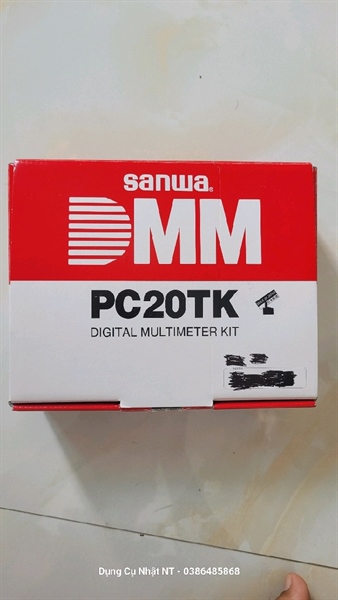 sanwa®
DMM
PC20TK
DIGITAL MULTIMETER KIT
Dụng Cụ Nhật NT - 0386485868